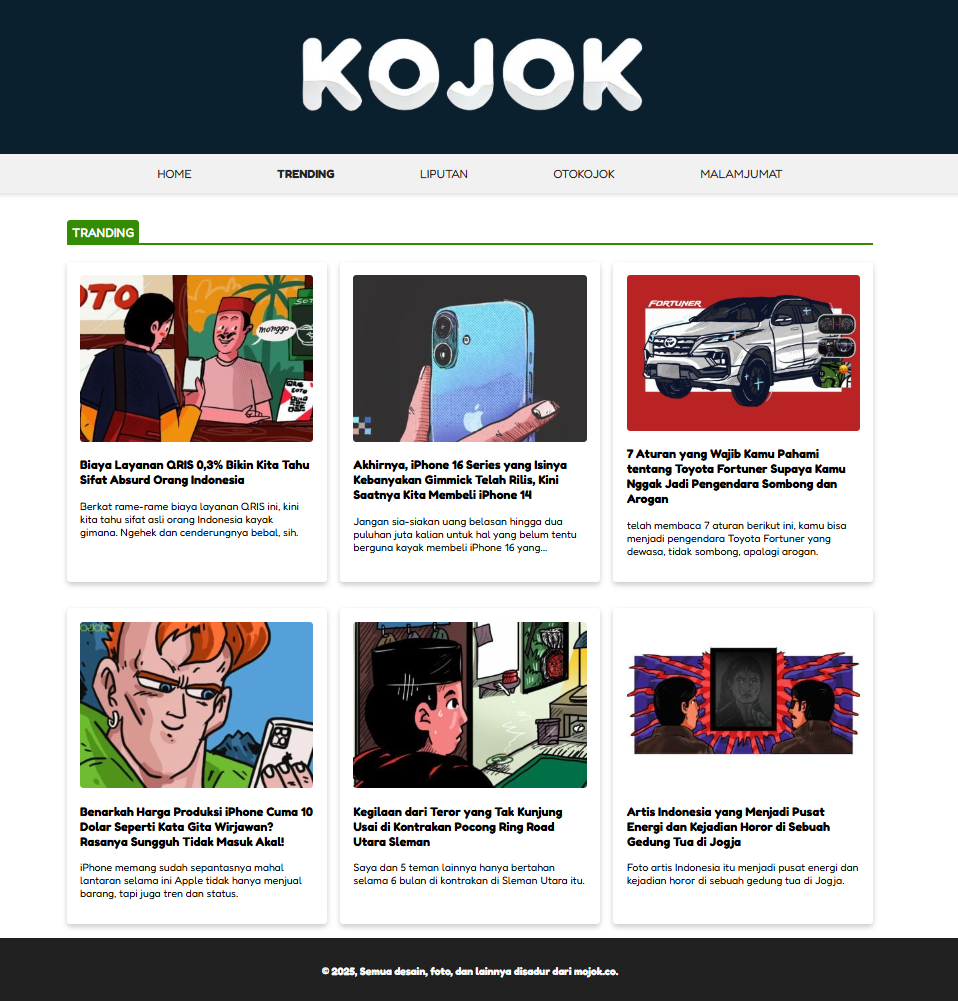 KOJOK
HOME TRENDING LIPUTAN OTOKOJOK MALAMJUMAT
TRANDING
OTO
SOTO
monggo~
QRIS
SOTO
FORTUNER
Biaya Layanan QRIS 0,3% Bikin Kita Tahu
Sifat Absurd Orang Indonesia
Berkat rame-rame biaya layanan QRIS ini, kini
kita tahu sifat asli orang Indonesia kayak
gimana. Ngehek dan cenderungnya bebal, sih.
Akhirnya, iPhone 16 Series yang Isinya
Kebanyakan Gimmick Telah Rilis, Kini
Saatnya Kita Membeli iPhone 14
Jangan sia-siakan uang belasan hingga dua
puluhan juta kalian untuk hal yang belum tentu
berguna kayak membeli iPhone 16 yang...
7 Aturan yang Wajib Kamu Pahami
tentang Toyota Fortuner Supaya Kamu
Nggak Jadi Pengendara Sombong dan
Arogan
telah membaca 7 aturan berikut ini, kamu bisa
menjadi pengendara Toyota Fortuner yang
dewasa, tidak sombong, apalagi arogan.
Benarkah Harga Produksi iPhone Cuma 10
Dolar Seperti Kata Gita Wirjawan?
Rasanya Sungguh Tidak Masuk Akal!
iPhone memang sudah sepantasnya mahal
lantaran selama ini Apple tidak hanya menjual
barang, tapi juga tren dan status.
Kegilaan dari Teror yang Tak Kunjung
Usai di Kontrakan Pocong Ring Road
Utara Sleman
Saya dan 5 teman lainnya hanya bertahan
selama 6 bulan di kontrakan di Sleman Utara itu.
Artis Indonesia yang Menjadi Pusat
Energi dan Kejadian Horor di Sebuah
Gedung Tua di Jogja
Foto artis Indonesia itu menjadi pusat energi dan
kejadian horor di sebuah gedung tua di Jogja.
© 2025, Semua desain, foto, dan lainnya disadur dari mojok.co.